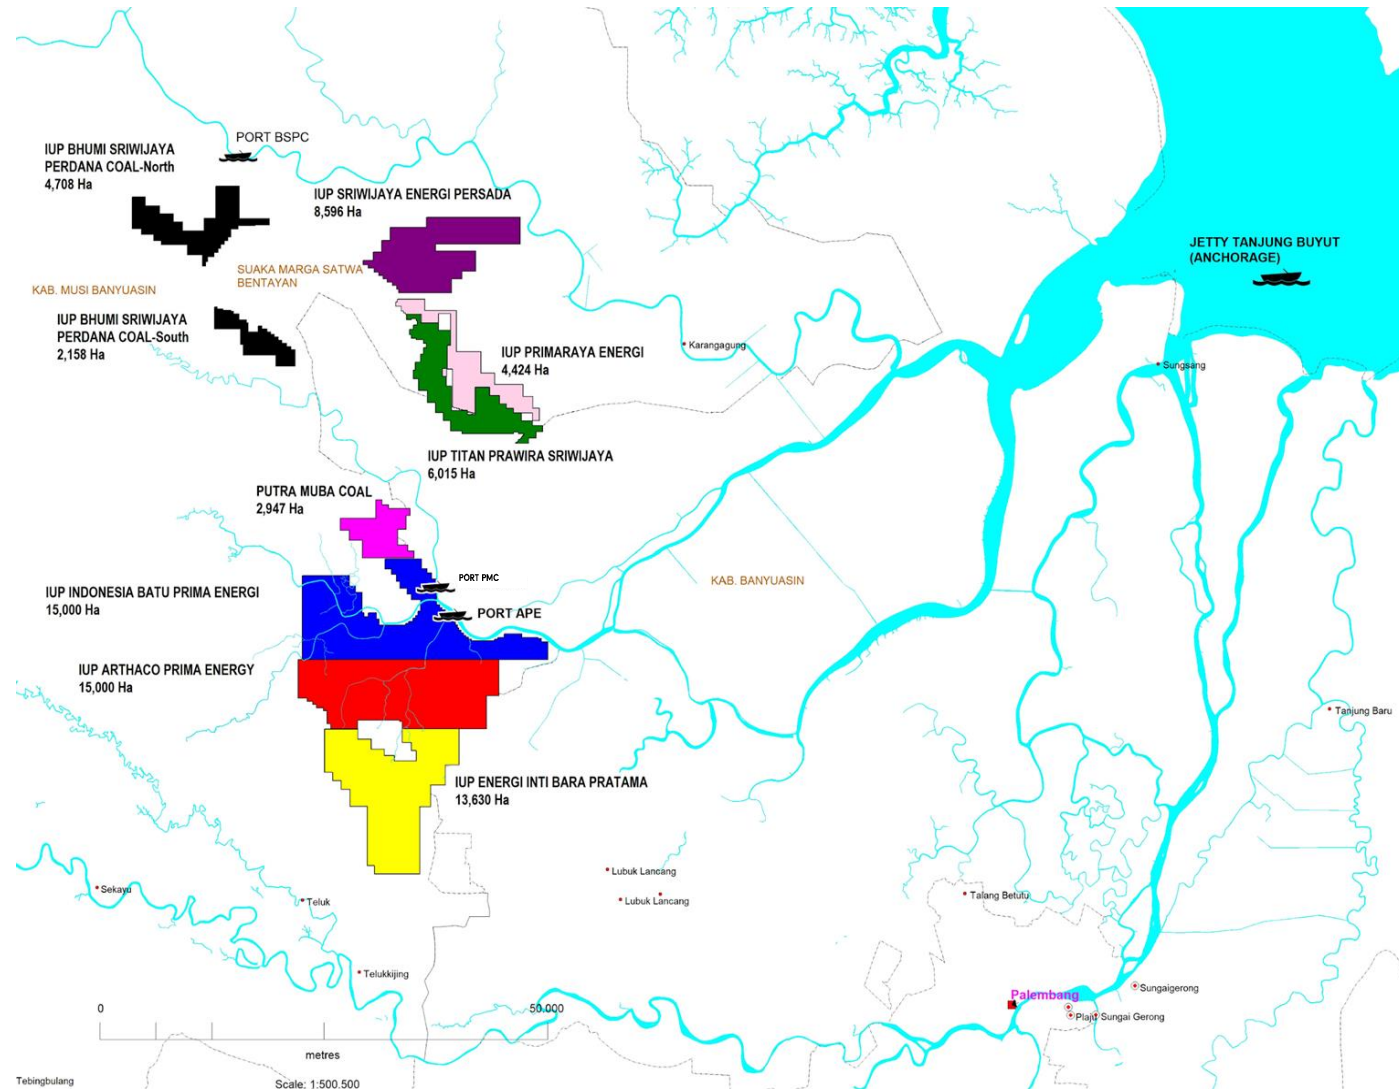 PORT BSPC
IUP BHUMI SRIWIJAYA
PERDANA COAL-North
4,708 Ha
IUP SRIWIJAYA ENERGI PERSADA
8,596 Ha
JETTY TANJUNG BUYUT
(ANCHORAGE)
SUAKA MARGA SATWA
BENTAYAN
KAB. MUSI BANYUASIN
IUP BHUMI SRIWIJAYA
PERDANA COAL-South
2,158 Ha
IUP PRIMARAYA ENERGI
4,424 Ha
Karangagung
Sungsang
IUP TITAN PRAWIRA SRIWIJAYA
6,015 Ha
PUTRA MUBA COAL
2,947 Ha
PORT PMC
KAB. BANYUASIN
IUP INDONESIA BATU PRIMA ENERGI
15,000 Ha
PORT APE
IUP ARTHACO PRIMA ENERGY
15,000 Ha
Tanjung Baru
IUP ENERGI INTI BARA PRATAMA
13,630 Ha
Lubuk Lancang
Lubuk Lancang
Sekayu
Teluk
Talang Betutu
Telukkijing
Sungaigerong
Palembang
Plaju
Sungai Gerong
0
50.000
metres
Scale: 1:500.500
Tebingbulang